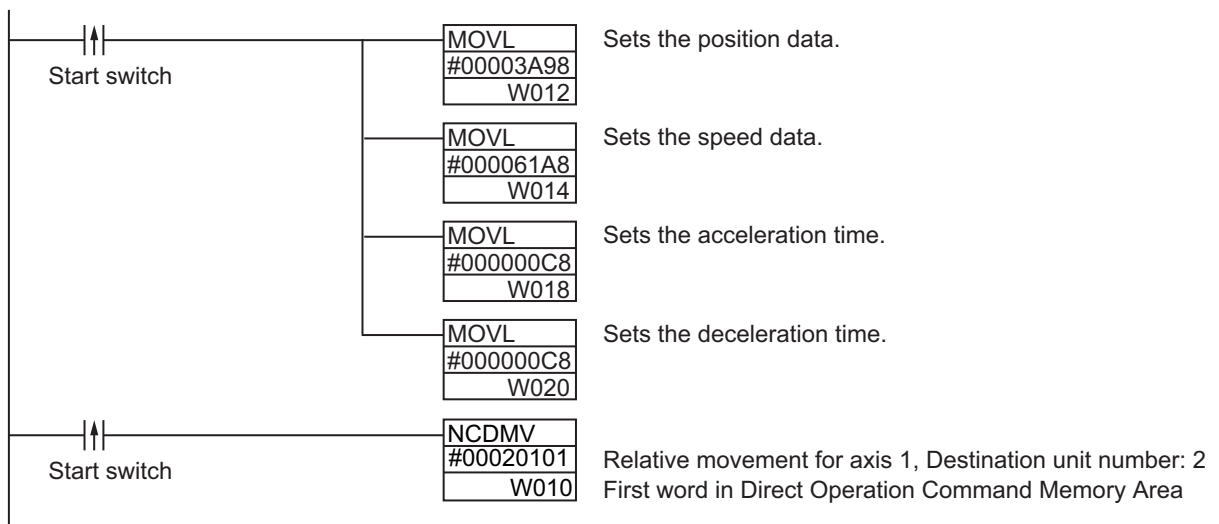 MOVL Sets the position data.
#00003A98
Start switch
W012
MOVL Sets the speed data.
#000061A8
W014
MOVL Sets the acceleration time.
#000000C8
W018
MOVL Sets the deceleration time.
#000000C8
W020
NCDMV
#00020101 Relative movement for axis 1, Destination unit number: 2
Start switch
W010 First word in Direct Operation Command Memory Area